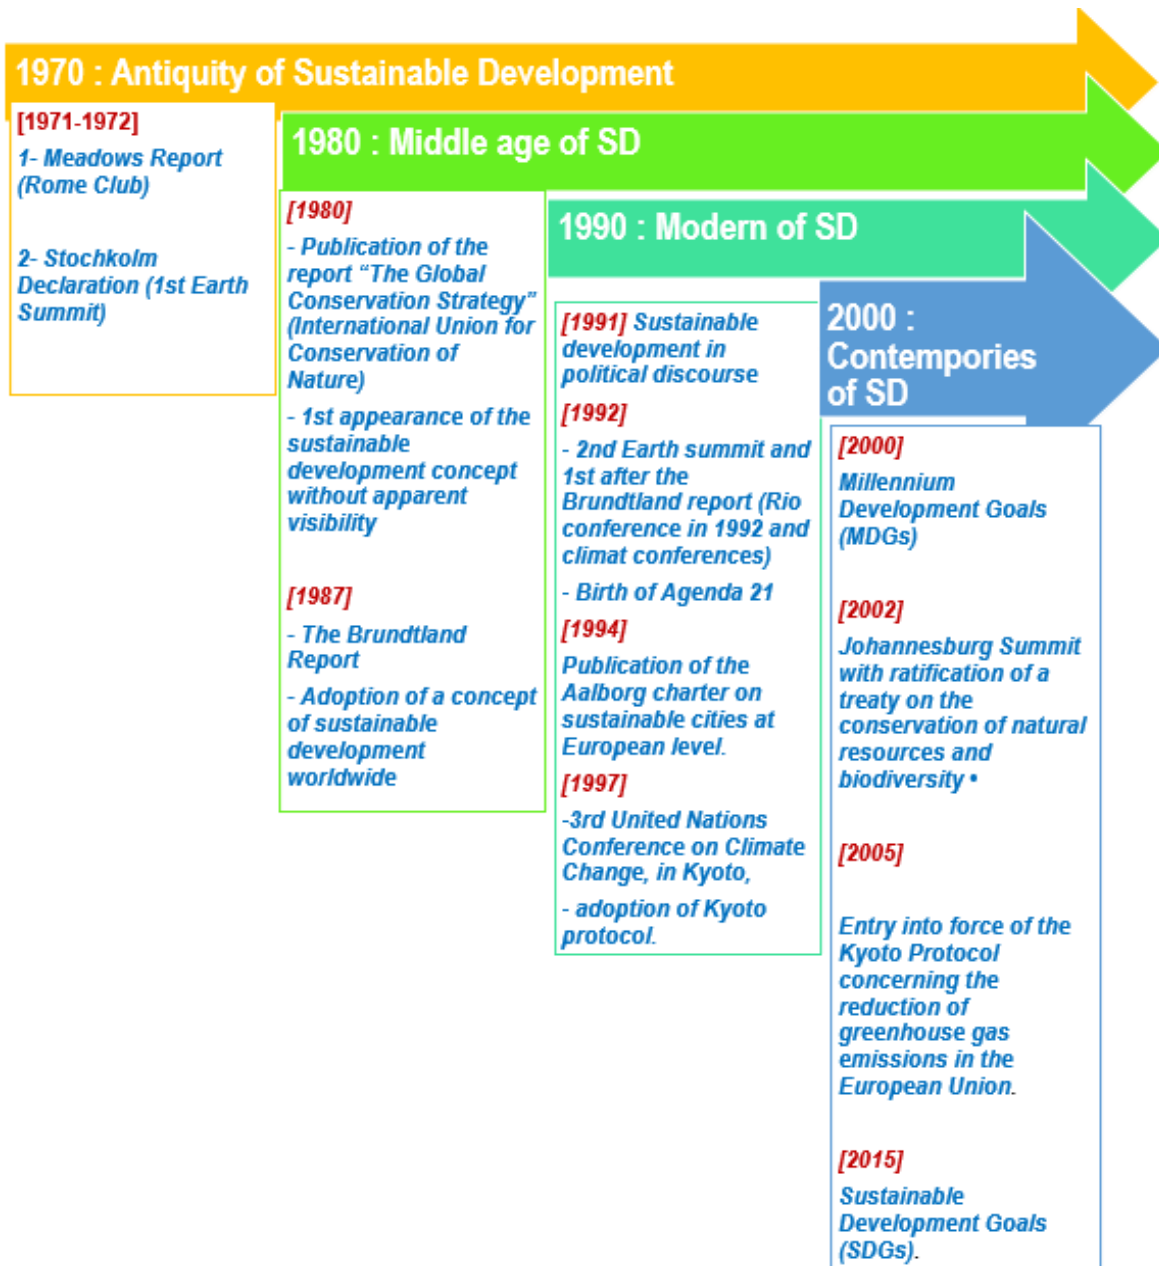 1970 : Antiquity of Sustainable Development
[1971-1972]
1- Meadows Report
(Rome Club)
2- Stochkolm
Declaration (1st Earth
Summit)
1980 : Middle age of SD
[1980]
- Publication of the
report “The Global
Conservation Strategy”
(International Union for
Conservation of
Nature)
- 1st appearance of the
sustainable
development concept
without apparent
visibility
[1987]
- The Brundtland
Report
- Adoption of a concept
of sustainable
development
worldwide
1990 : Modern of SD
[1991] Sustainable
development in
political discourse
[1992]
- 2nd Earth summit and
1st after the
Brundtland report (Rio
conference in 1992 and
climat conferences)
- Birth of Agenda 21
[1994]
Publication of the
Aalborg charter on
sustainable cities at
European level.
[1997]
-3rd United Nations
Conference on Climate
Change, in Kyoto,
- adoption of Kyoto
protocol.
2000 :
Contempories
of SD
[2000]
Millennium
Development Goals
(MDGs)
[2002]
Johannesburg Summit
with ratification of a
treaty on the
conservation of natural
resources and
biodiversity •
[2005]
Entry into force of the
Kyoto Protocol
concerning the
reduction of
greenhouse gas
emissions in the
European Union.
[2015]
Sustainable
Development Goals
(SDGs).